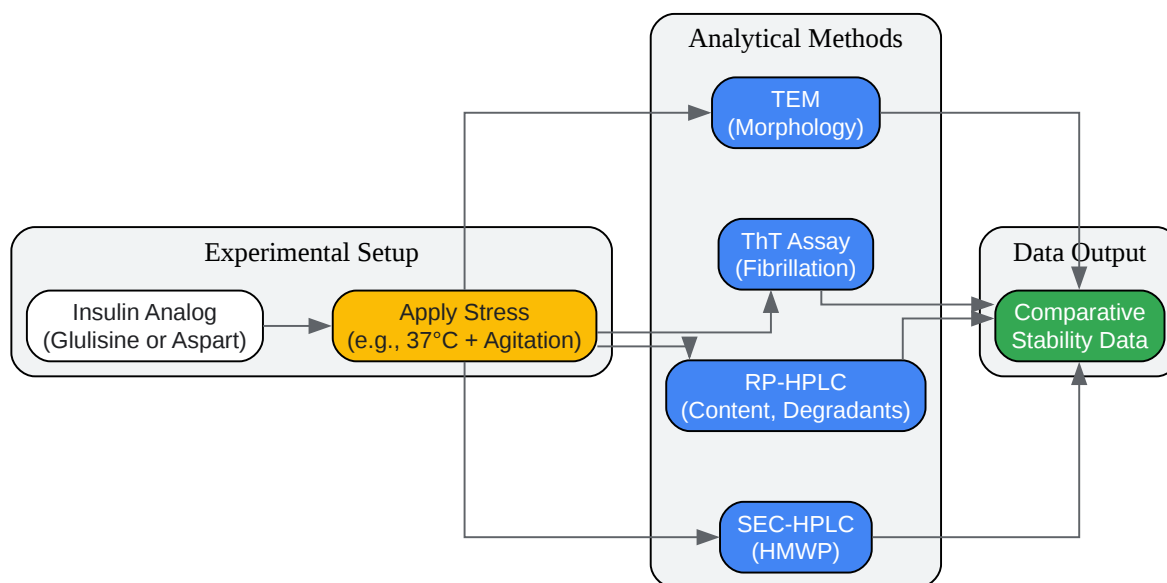 Analytical Methods
TEM
(Morphology)
ThT Assay
(Fibrillation)
RP-HPLC
(Content, Degradants)
SEC-HPLC
(HMWP)
Experimental Setup
Insulin Analog
(Glulisine or Aspart)
Apply Stress
(e.g., 37°C + Agitation)
Data Output
Comparative
Stability Data